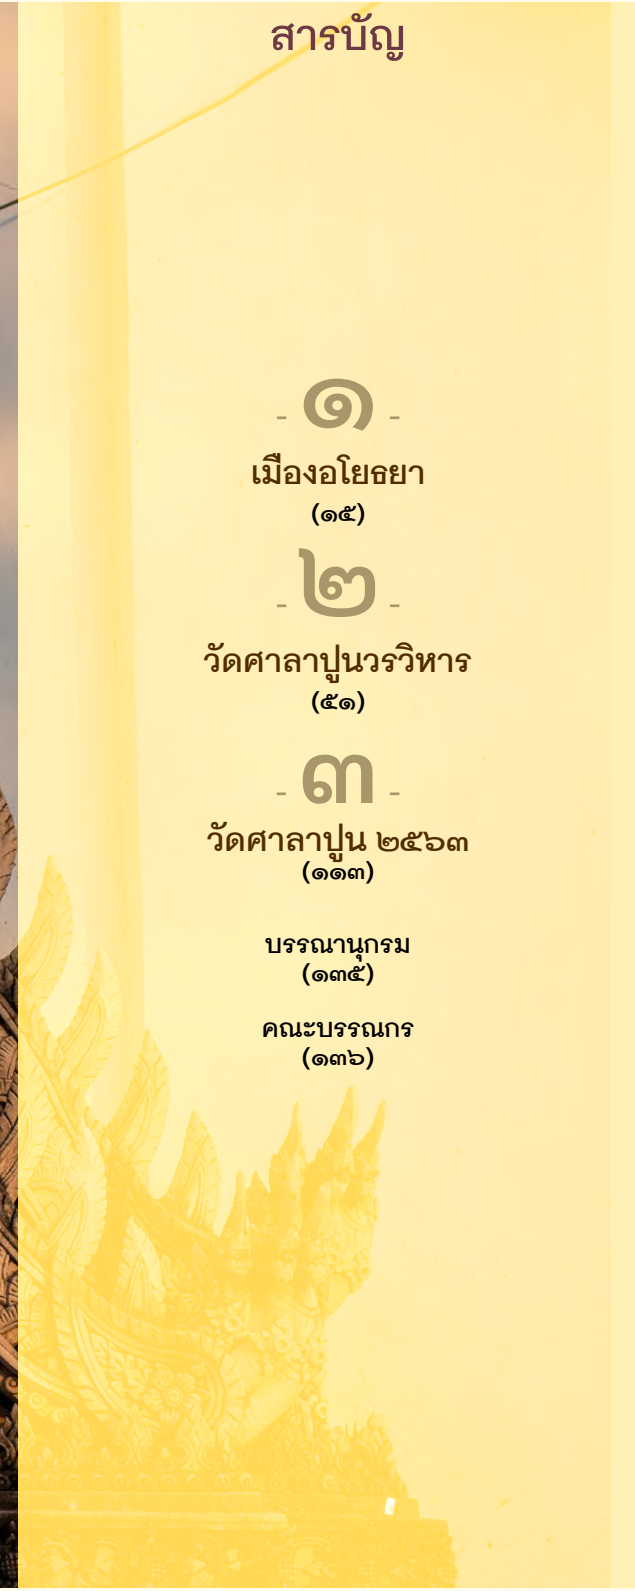 สารบัญ
- ๑ -
เมืองอโยธยา
(๑๕)
- ๒ -
วัดศาลาปูนวรวิหาร
(๕๑)
- ๓ -
วัดศาลาปูน ๒๕๖๓
(๑๑๓)
บรรณานุกรม
(๑๓๕)
คณะบรรณกร
(๑๓๖)